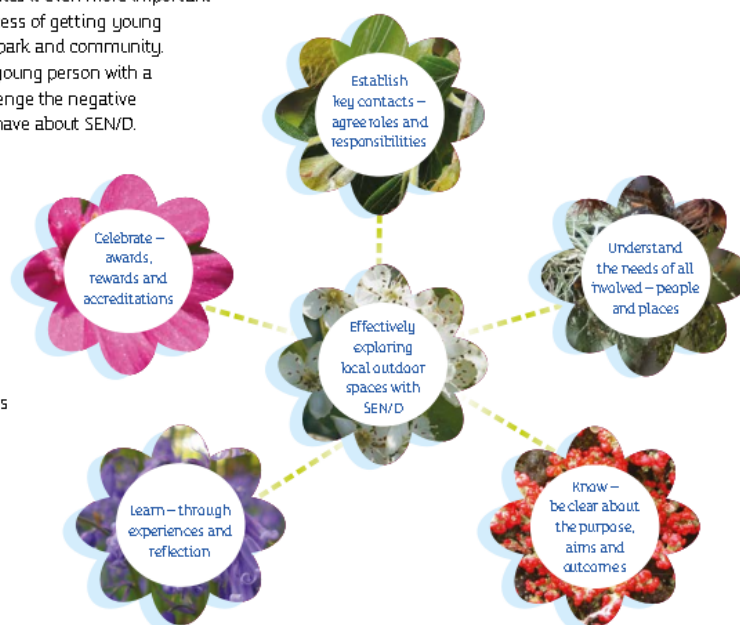 ess of getting young
park and community.
young person with a
enge the negative
have about SEN/D.
Establish
key contacts –
agree roles and
responsibilities
Celebrate –
awards,
rewards and
accreditations
Understand
the needs of all
involved – people
and places
Effectively
exploring
local outdoor
spaces with
SEN/D
s
Learn – through
experiences and
reflection
Know –
be clear about
the purpose,
aims and
outcomes